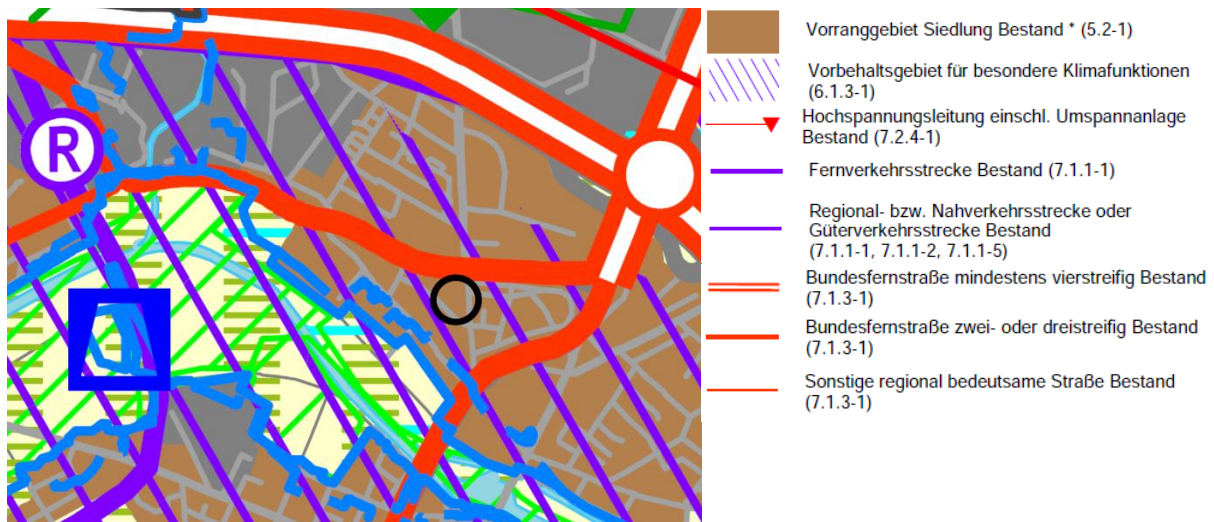 R
Vorranggebiet Siedlung Bestand * (5.2-1)
Vorbehaltsgebiet für besondere Klimafunktionen
(6.1.3-1)
Hochspannungsleitung einschl. Umspannanlage
Bestand (7.2.4-1)
Fernverkehrsstrecke Bestand (7.1.1-1)
Regional- bzw. Nahverkehrsstrecke oder
Güterverkehrsstrecke Bestand
(7.1.1-1, 7.1.1-2, 7.1.1-5)
Bundesfernstraße mindestens vierstreifig Bestand
(7.1.3-1)
Bundesfernstraße zwei- oder dreistreifig Bestand
(7.1.3-1)
Sonstige regional bedeutsame Straße Bestand
(7.1.3-1)